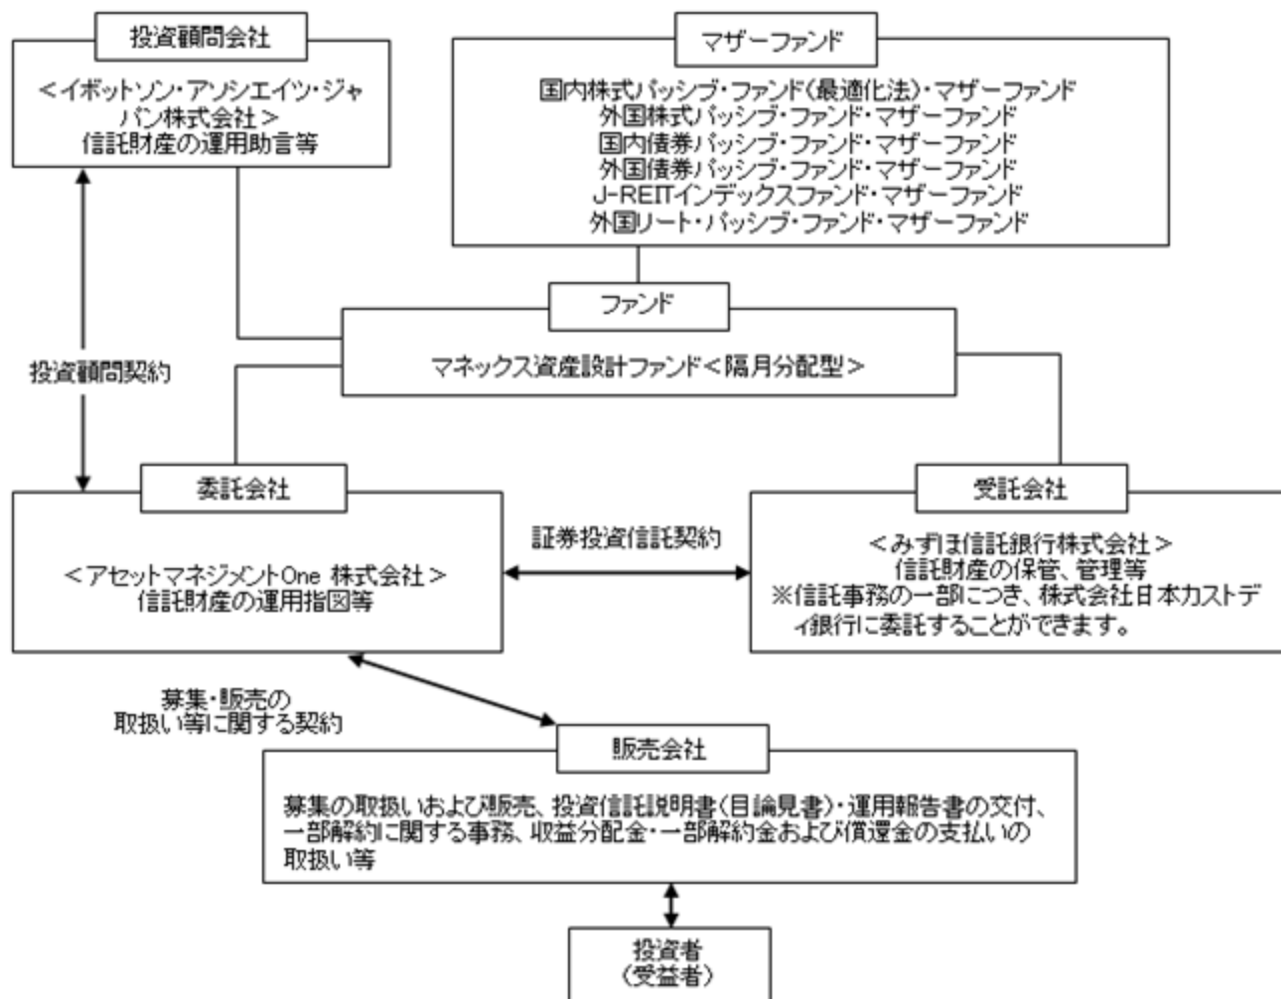 投資顧問会社
＜イボットソン・アソシエイツ・ジャ
パン株式会社＞
信託財産の運用助言等
マザーファンド
国内株式パッシブ・ファンド(最適化法)・マザーファンド
外国株式パッシブ・ファンド・マザーファンド
国内債券パッシブ・ファンド・マザーファンド
外国債券パッシブ・ファンド・マザーファンド
J-REITインデックスファンド・マザーファンド
外国リート・パッシブ・ファンド・マザーファンド
ファンド
マネックス資産設計ファンド＜隔月分配型＞
投資顧問契約
委託会社
＜アセットマネジメントOne 株式会社＞
信託財産の運用指図等
証券投資信託契約
受託会社
＜みずほ信託銀行株式会社＞
信託財産の保管、管理等
※信託事務の一部につき、株式会社日本カストデ
ィ銀行に委託することができます。
募集・販売の
取扱い等に関する契約
販売会社
募集の取扱いおよび販売、投資信託説明書(目論見書)・運用報告書の交付、
一部解約に関する事務、収益分配金・一部解約金および償還金の支払いの
取扱い等
投資者
(受益者)